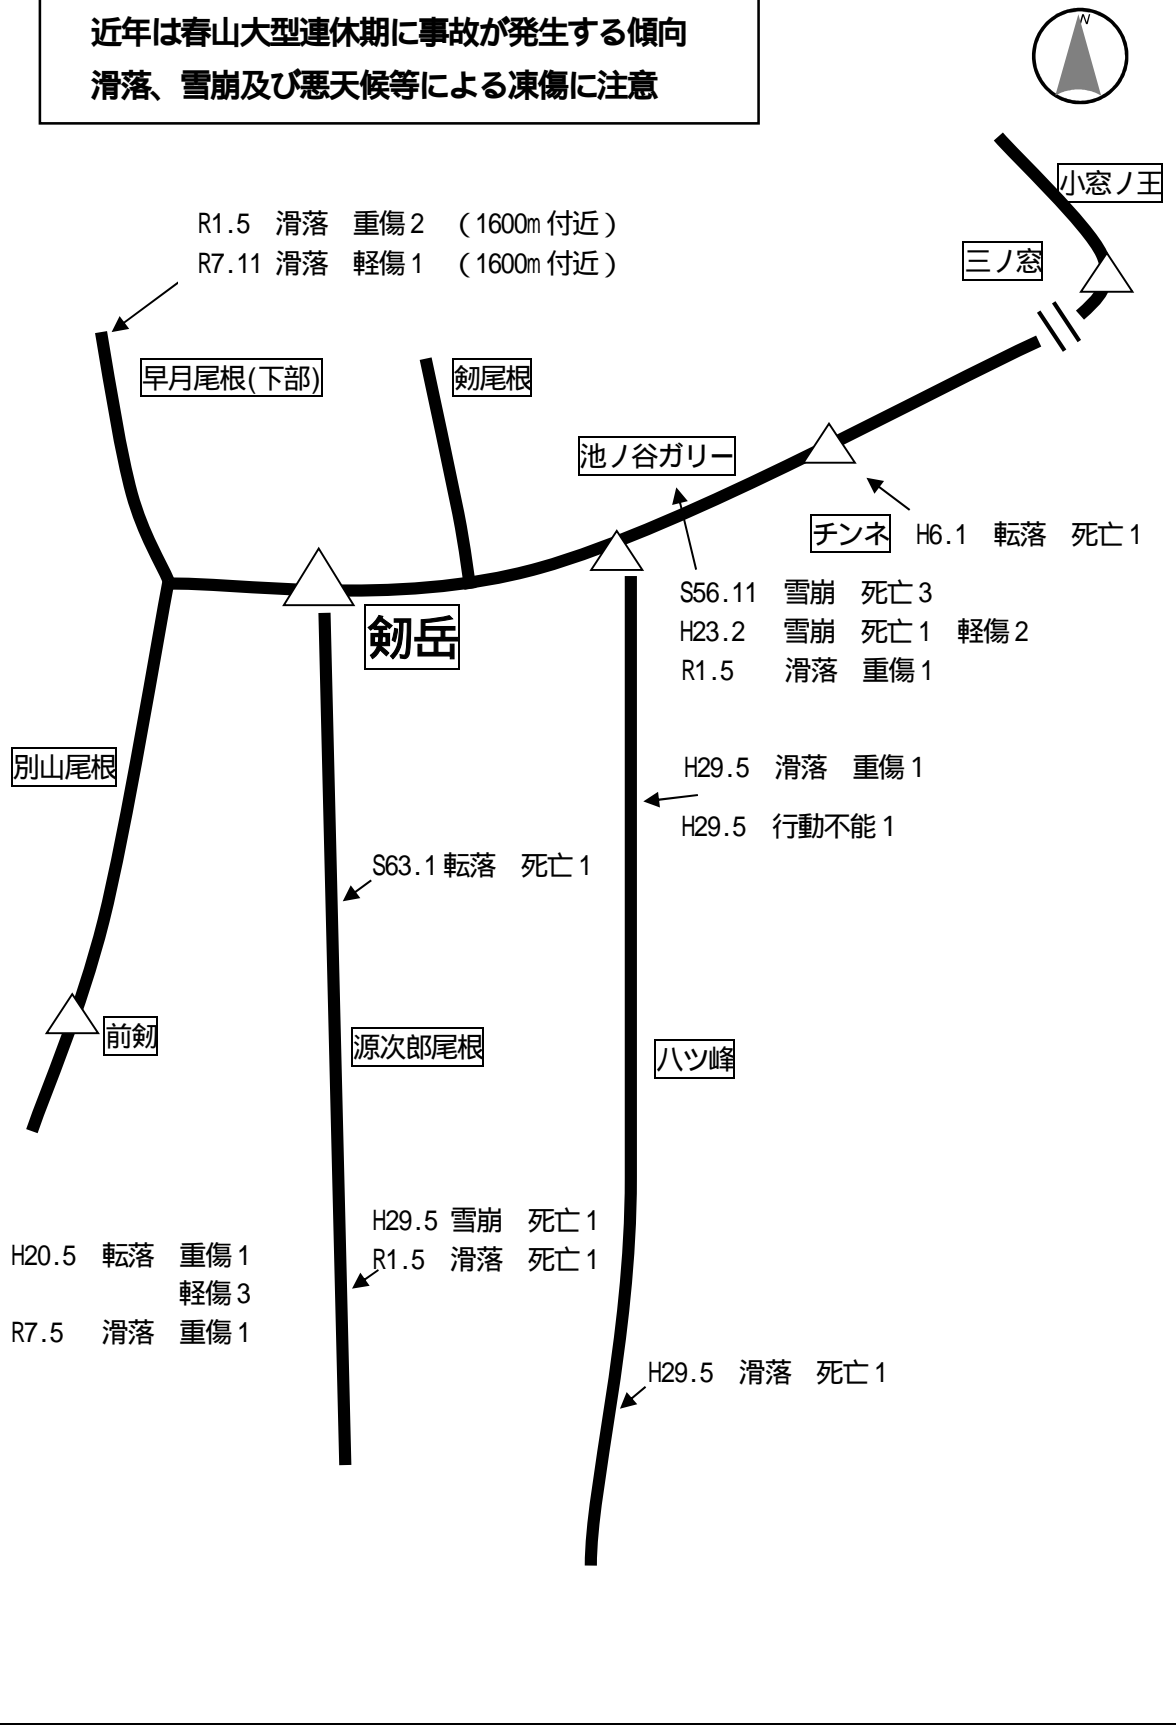 近年は春山大型連休期に事故が発生する傾向
滑落、雪崩及び悪天候等による凍傷に注意
N
小窓ノ王
R1.5　滑落　重傷2　（1600m付近）
R7.11 滑落　軽傷1　（1600m付近）
三ノ窓
早月尾根(下部)
剱尾根
池ノ谷ガリー
チンネ　H6.1　転落　死亡1
S56.11　雪崩　死亡3
H23.2　雪崩　死亡1　軽傷2
R1.5　滑落　重傷1
剱岳
別山尾根
H29.5　滑落　重傷1
H29.5　行動不能1
S63.1転落　死亡1
前剱
源次郎尾根
八ツ峰
H29.5 雪崩　死亡1
R1.5　滑落　死亡1
H20.5　転落　重傷1
軽傷3
R7.5　滑落　重傷1
H29.5　滑落　死亡1